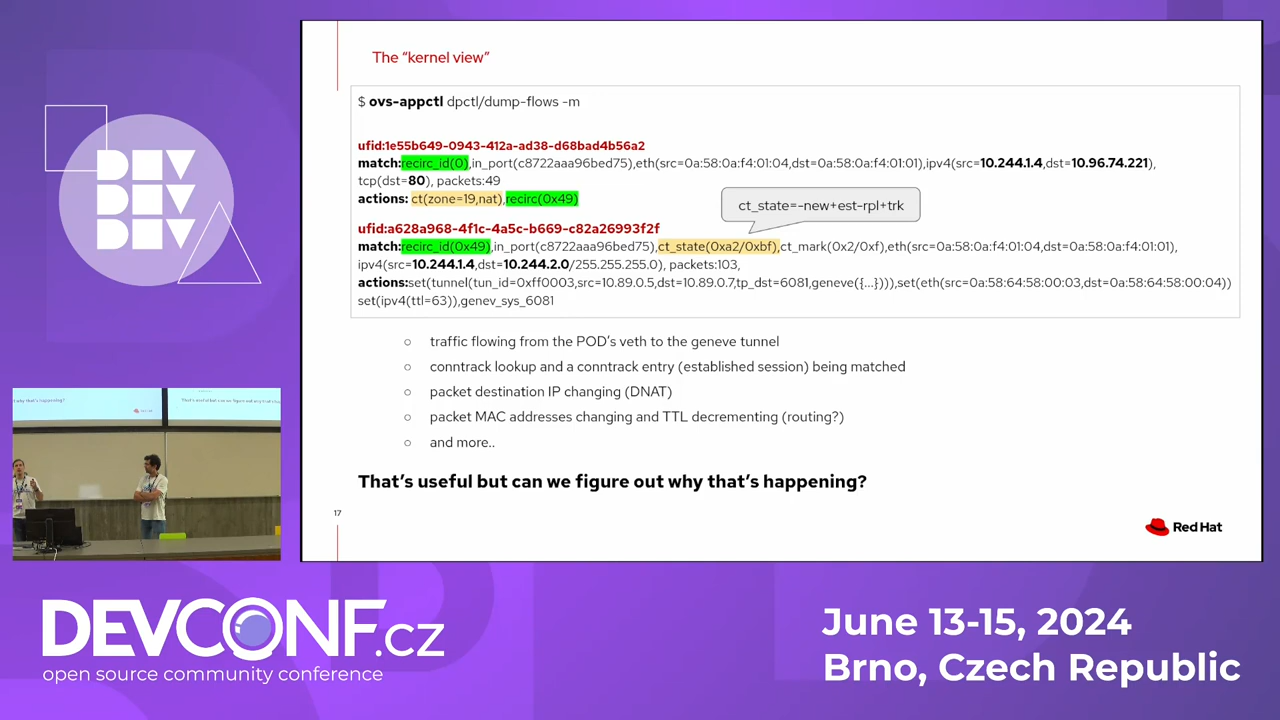 The “kernel view”
$ ovs-appctl dpctl/dump-flows -m
ufid:1e55b649-0943-412a-ad38-d68bad4b56a2
match:recirc_id(0),in_port(c8722aaa96bed75),eth(src=0a:58:0a:f4:01:04,dst=0a:58:0a:f4:01:01),ipv4(src=10.244.1.4,dst=10.96.74.221),
tcp(dst=80), packets:49
actions: ct(zone=19,nat),recirc(0x49)
ct_state=-new+est-rpl+trk
ufid:a628a968-4f1c-4a5c-b669-c82a26993f2f
match:recirc_id(0x49),in_port(c8722aaa96bed75),ct_state(0xa2/0xbf),ct_mark(0x2/0xf),eth(src=0a:58:0a:f4:01:04,dst=0a:58:0a:f4:01:01),
ipv4(src=10.244.1.4,dst=10.244.2.0/255.255.255.0), packets:103,
actions:set(tunnel(tun_id=0xff0003,src=10.89.0.5,dst=10.89.0.7,tp_dst=6081,geneve({...}))),set(eth(src=0a:58:64:58:00:03,dst=0a:58:64:58:00:04))
set(ipv4(ttl=63)),genev_sys_6081
○ traffic flowing from the POD’s veth to the geneve tunnel
○ conntrack lookup and a conntrack entry (established session) being matched
○ packet destination IP changing (DNAT)
○ packet MAC addresses changing and TTL decrementing (routing?)
○ and more..
That’s useful but can we figure out why that’s happening?
17
Red Hat
DEV
DEV
DEV
DEVCONF.cz
open source community conference
June 13-15, 2024
Brno, Czech Republic